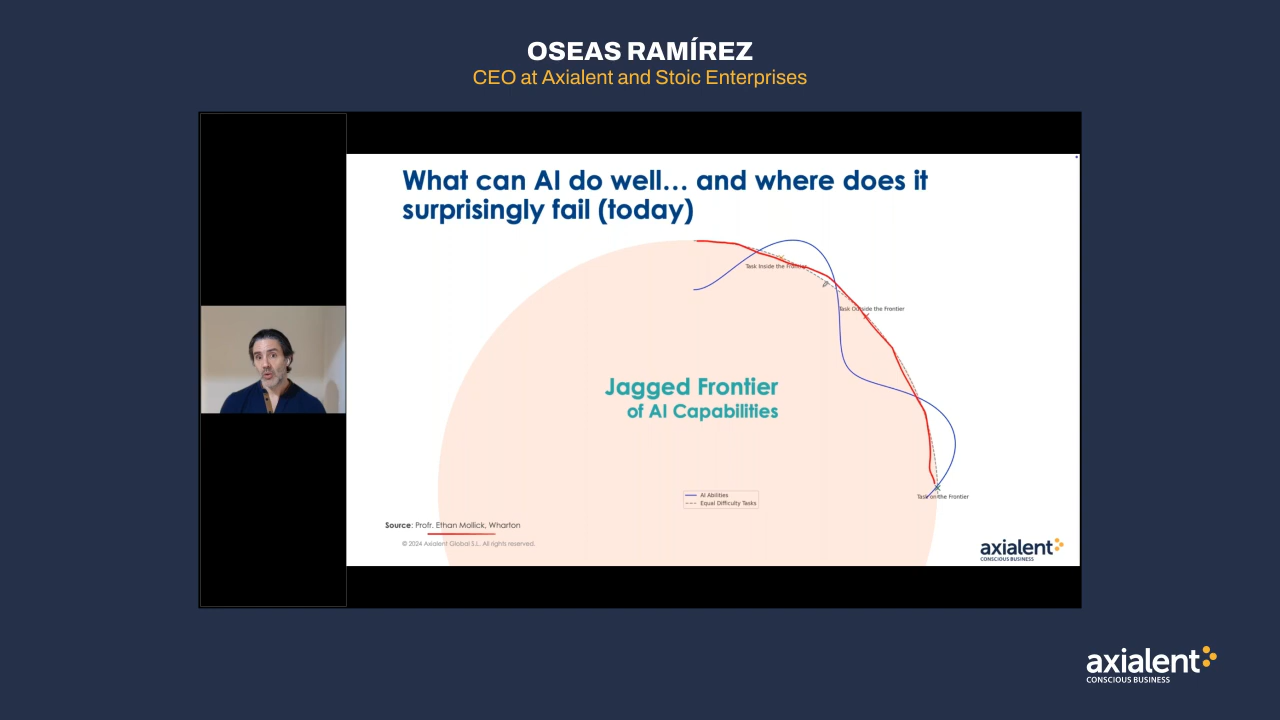 OSEAS RAMÍREZ
CEO at Axialent and Stoic Enterprises
What can AI do well... and where does it
surprisingly fail (today)
Task Inside the Frontier
Task Outside the Frontier
Jagged Frontier
of AI Capabilities
AI Abilities
Equal Difficulty Tasks
Task on the Frontier
Source: Profr. Ethan Mollick, Wharton
© 2024 Axialent Global S.L. All rights reserved.
axialent
CONSCIOUS BUSINESS
axialent
CONSCIOUS BUSINESS